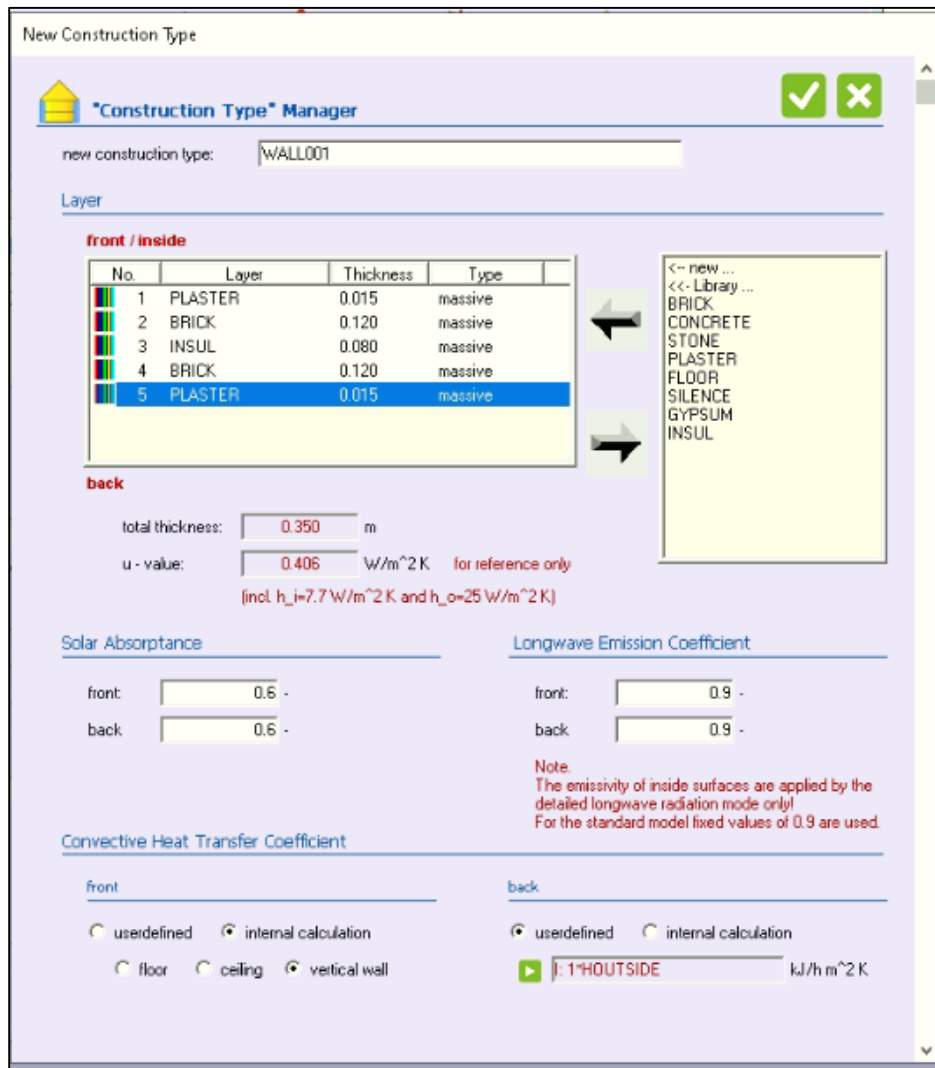 New Construction Type
"Construction Type" Manager
new construction type: WALL001
Layer
front / inside
No. Layer Thickness Type
1 PLASTER 0.015 massive
2 BRICK 0.120 massive
3 INSUL 0.080 massive
4 BRICK 0.120 massive
5 PLASTER 0.015 massive
<-- new ...
<<- Library ...
BRICK
CONCRETE
STONE
PLASTER
FLOOR
SILENCE
GYPSUM
INSUL
back
total thickness: 0.350 m
u - value: 0.406 W/m^2 K for reference only
(incl. h_i=7.7 W/m^2 K and h_o=25 W/m^2 K)
Solar Absorptance
front: 0.6 -
back 0.6 -
Longwave Emission Coefficient
front: 0.9 -
back 0.9 -
Note.
The emissivity of inside surfaces are applied by the
detailed longwave radiation mode only!
For the standard model fixed values of 0.9 are used.
Convective Heat Transfer Coefficient
front
userdefined internal calculation
floor ceiling vertical wall
back
userdefined internal calculation
I: 1*HOUTSIDE kJ/h m^2 K